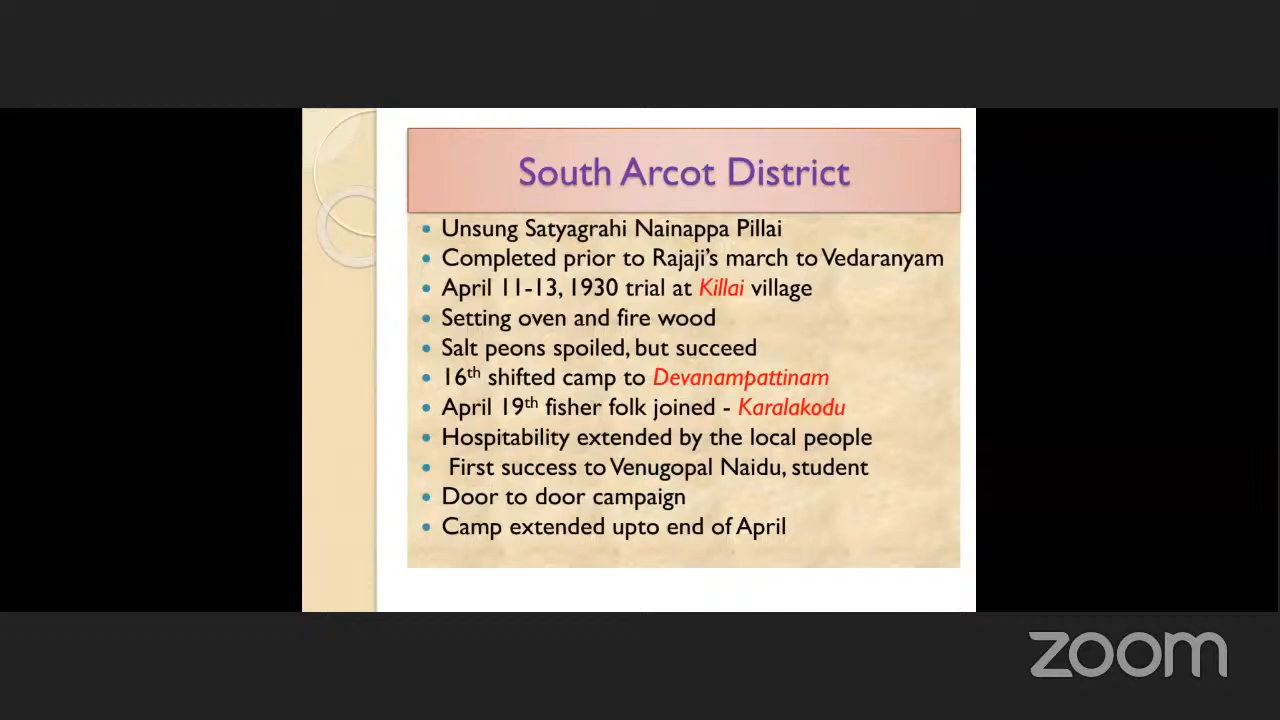 South Arcot District
• Unsung Satyagrahi Nainappa Pillai
• Completed prior to Rajaji's march to Vedaranyam
• April 11-13, 1930 trial at Killai village
• Setting oven and fire wood
• Salt peons spoiled, but succeed
• 16th shifted camp to Devanampattinam
• April 19th fisher folk joined - Karalakodu
• Hospitability extended by the local people
• First success to Venugopal Naidu, student
• Door to door campaign
• Camp extended upto end of April
zoom